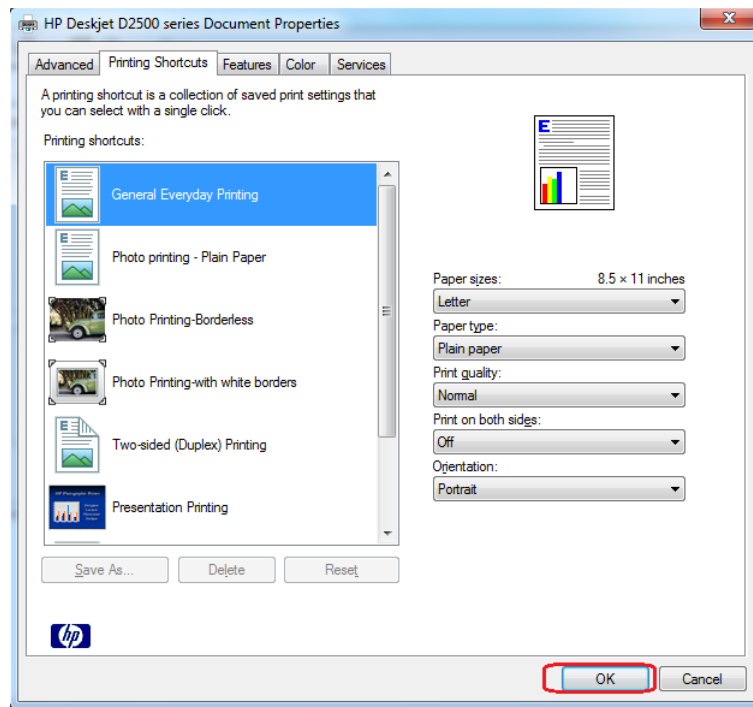 HP Deskjet D2500 series Document Properties
Advanced
Printing Shortcuts
Features
Color
Services
A printing shortcut is a collection of saved print settings that
you can select with a single click.
Printing shortcuts:
General Everyday Printing
Photo printing - Plain Paper
Photo Printing-Borderless
Photo Printing-with white borders
Two-sided (Duplex) Printing
Presentation Printing
Save As...
Delete
Reset
E
Paper sizes: 8.5 × 11 inches
Letter
Paper type:
Plain paper
Print quality:
Normal
Print on both sides:
Off
Orientation:
Portrait
hp
OK
Cancel